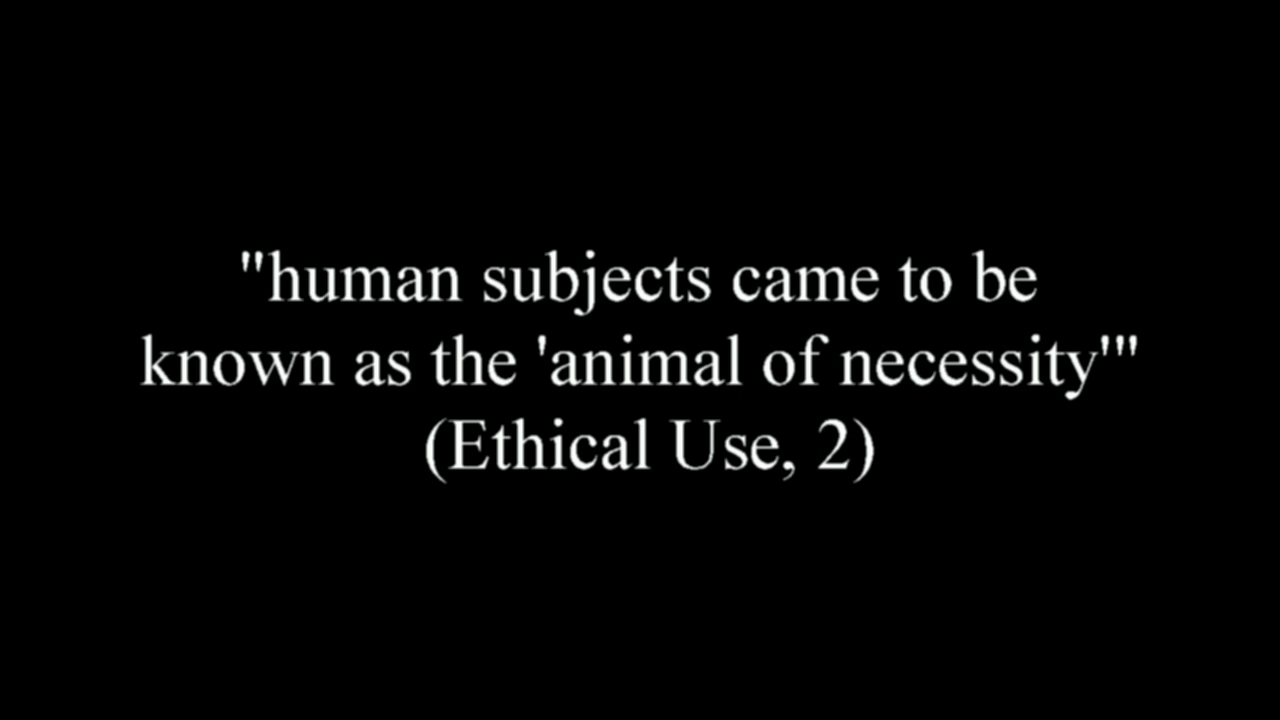 "human subjects came to be
known as the 'animal of necessity'"
(Ethical Use, 2)